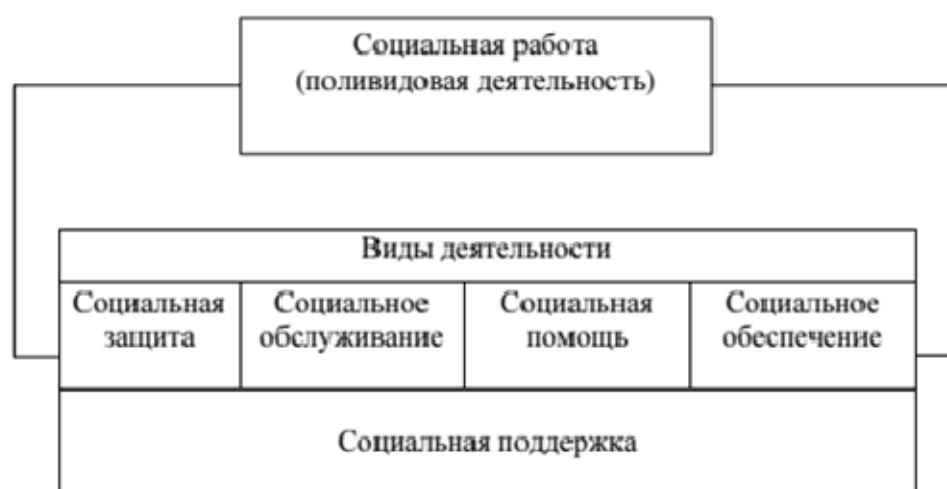 Социальная работа
(поливидовая деятельность)
Виды деятельности
Социальная защита
Социальное обслуживание
Социальная помощь
Социальное обеспечение
Социальная поддержка